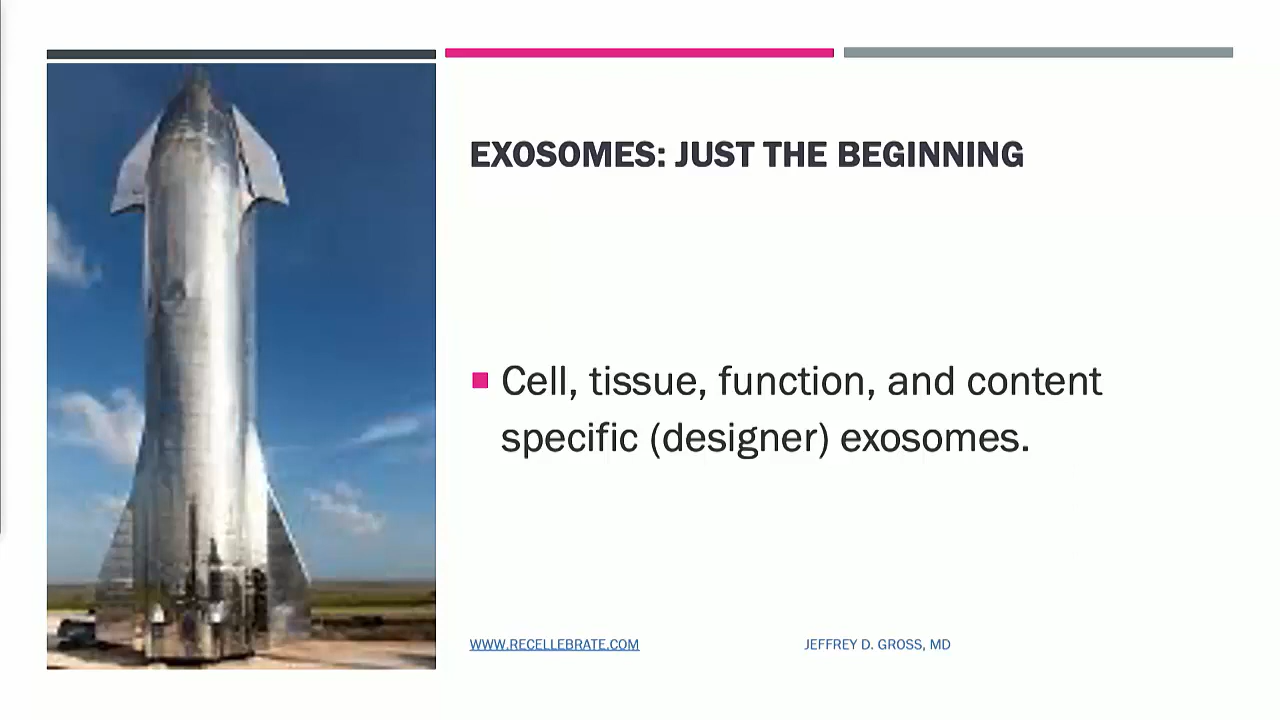 EXOSOMES: JUST THE BEGINNING
Cell, tissue, function, and content
specific (designer) exosomes.
WWW.RECELLEBRATE.COM
JEFFREY D. GROSS, MD